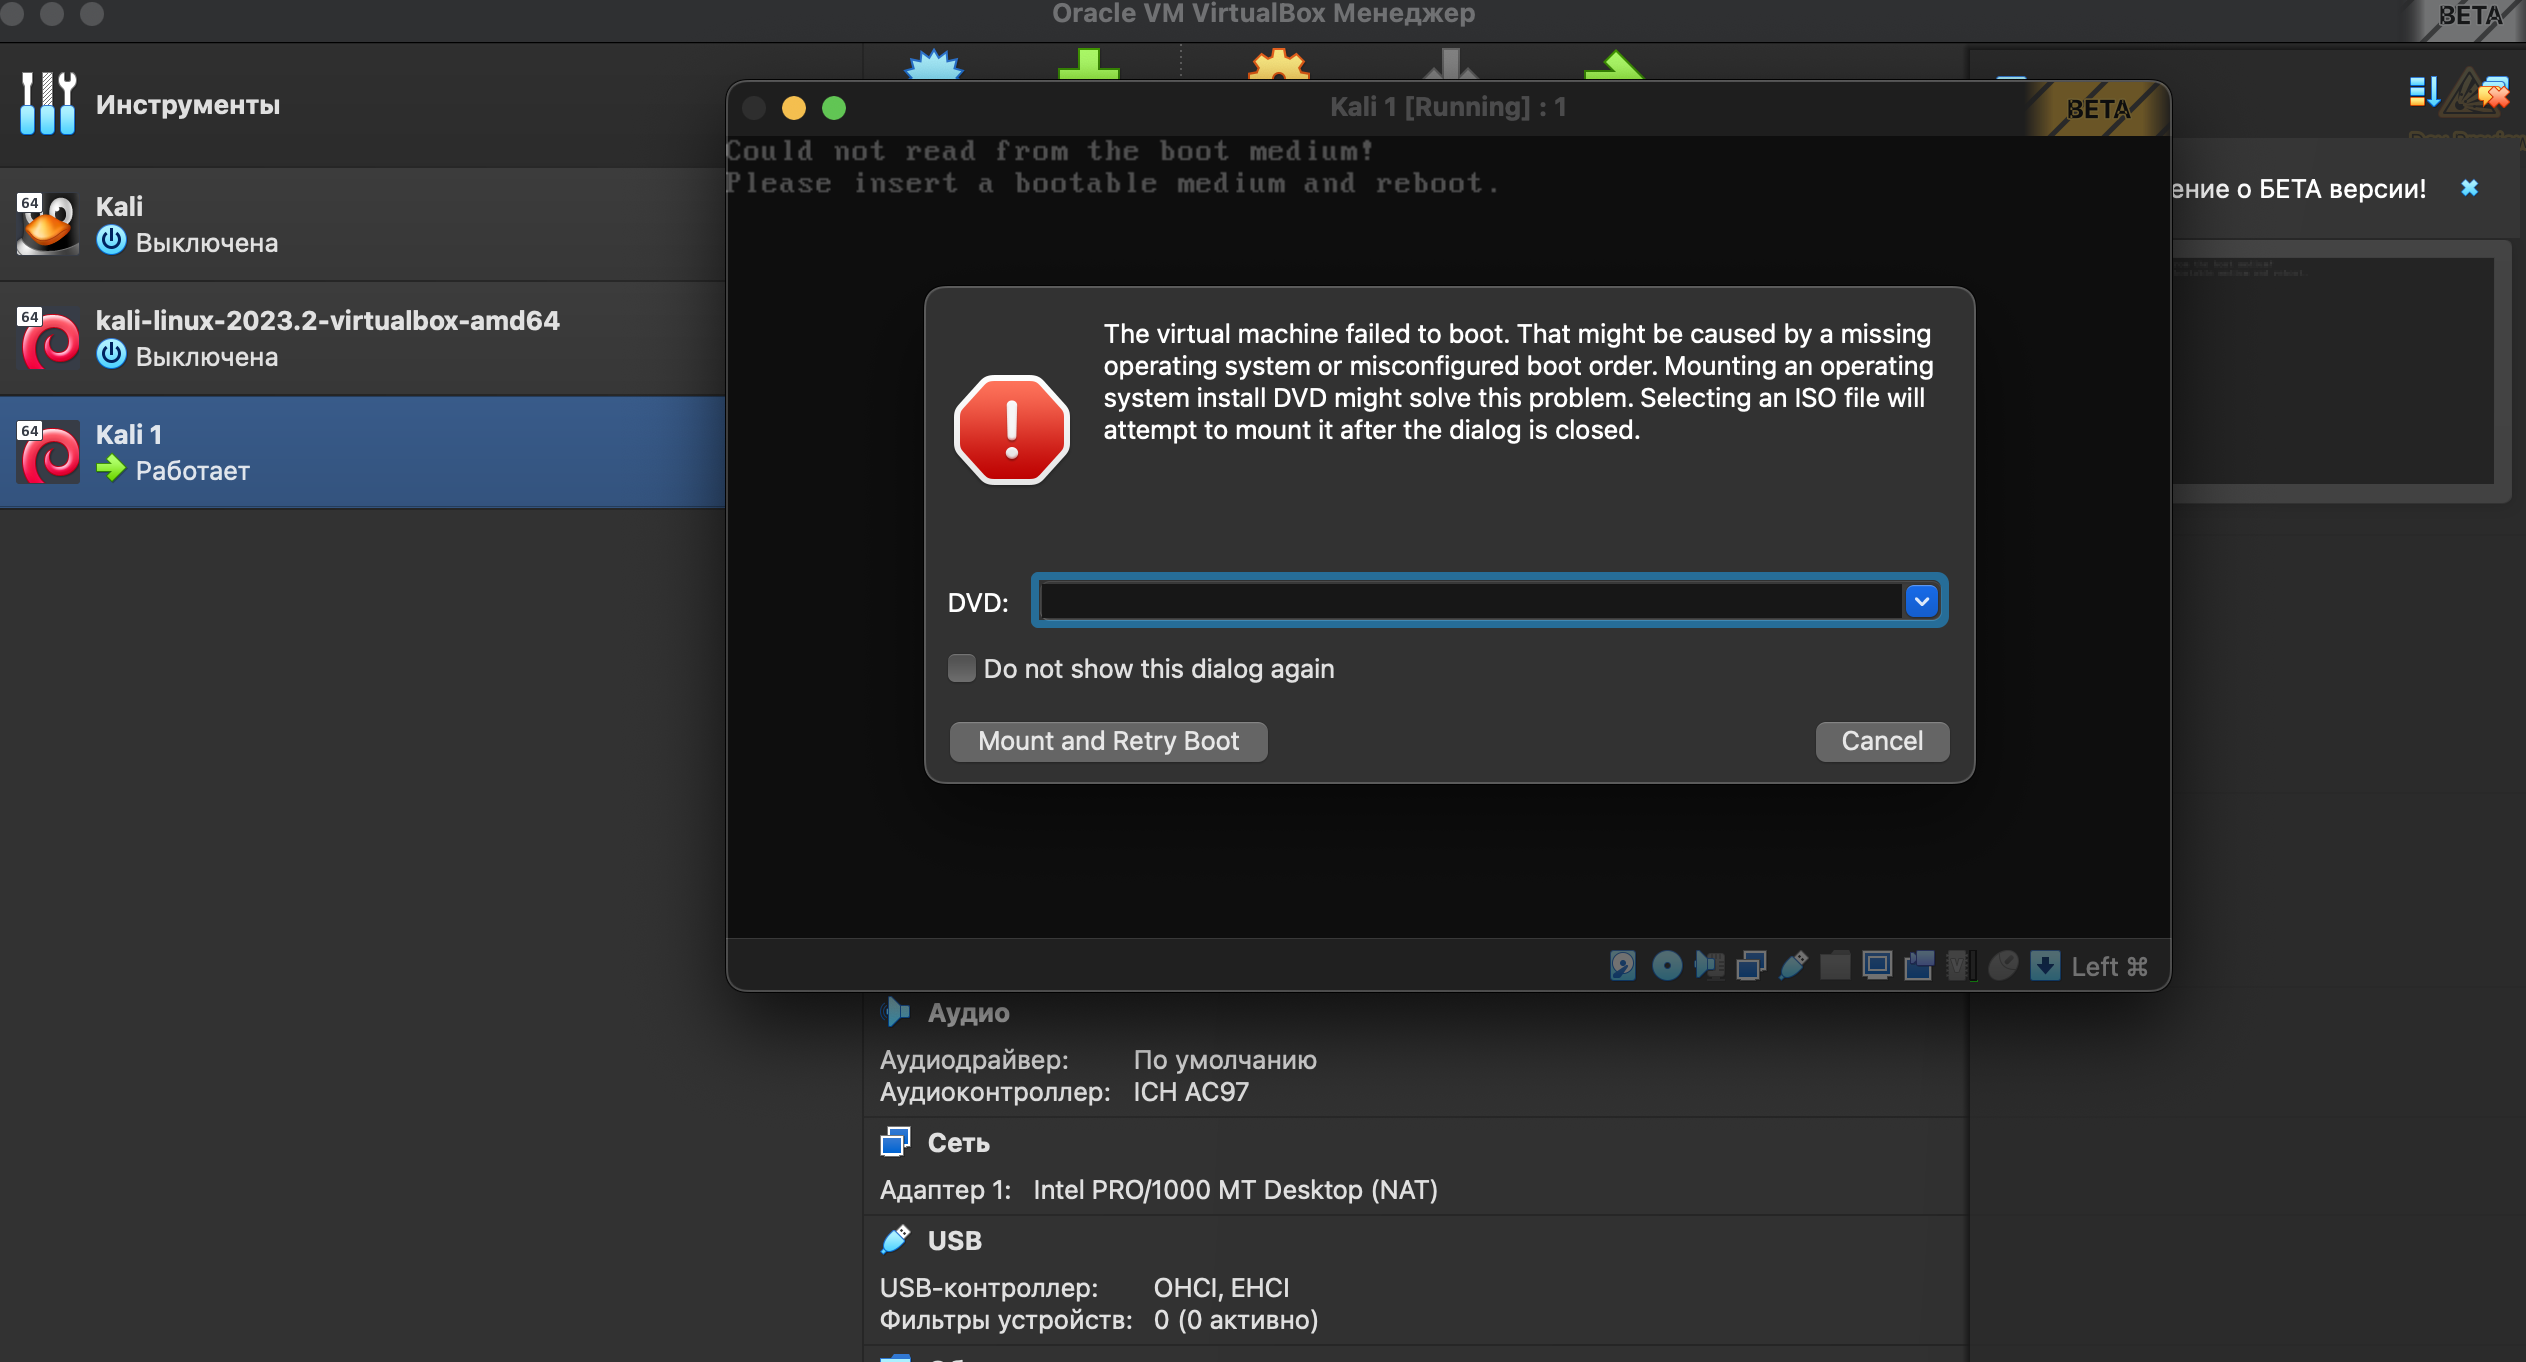 Oracle VM VirtualBox Менеджер
BETA
Инструменты
64
Kali
Выключена
64
kali-linux-2023.2-virtualbox-amd64
Выключена
64
Kali 1
Работает
Kali 1 [Running] : 1
BETA
Could not read from the boot medium!
Please insert a bootable medium and reboot.
ение о БЕТА версии!
The virtual machine failed to boot. That might be caused by a missing
operating system or misconfigured boot order. Mounting an operating
system install DVD might solve this problem. Selecting an ISO file will
attempt to mount it after the dialog is closed.
DVD:
Do not show this dialog again
Mount and Retry Boot
Cancel
Left ⌘
Аудио
Аудиодрайвер: По умолчанию
Аудиоконтроллер: ICH AC97
Сеть
Адаптер 1: Intel PRO/1000 MT Desktop (NAT)
USB
USB-контроллер: OHCI, EHCI
Фильтры устройств: 0 (0 активно)